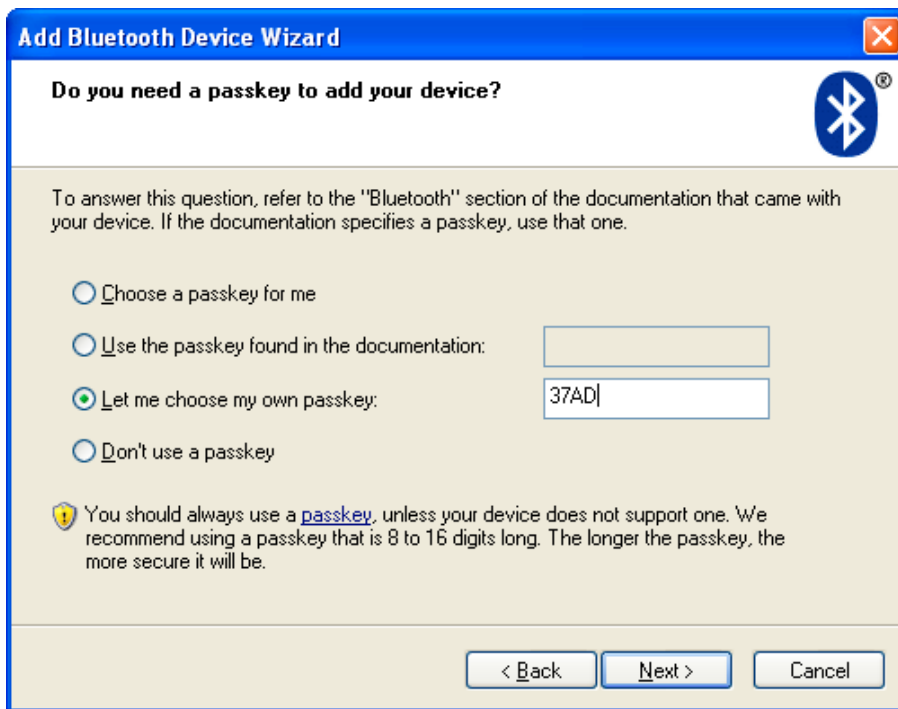 Add Bluetooth Device Wizard
Do you need a passkey to add your device?
®
To answer this question, refer to the "Bluetooth" section of the documentation that came with
your device. If the documentation specifies a passkey, use that one.
Choose a passkey for me
Use the passkey found in the documentation:
Let me choose my own passkey: 37AD
Don't use a passkey
You should always use a passkey, unless your device does not support one. We
recommend using a passkey that is 8 to 16 digits long. The longer the passkey, the
more secure it will be.
< Back Next > Cancel